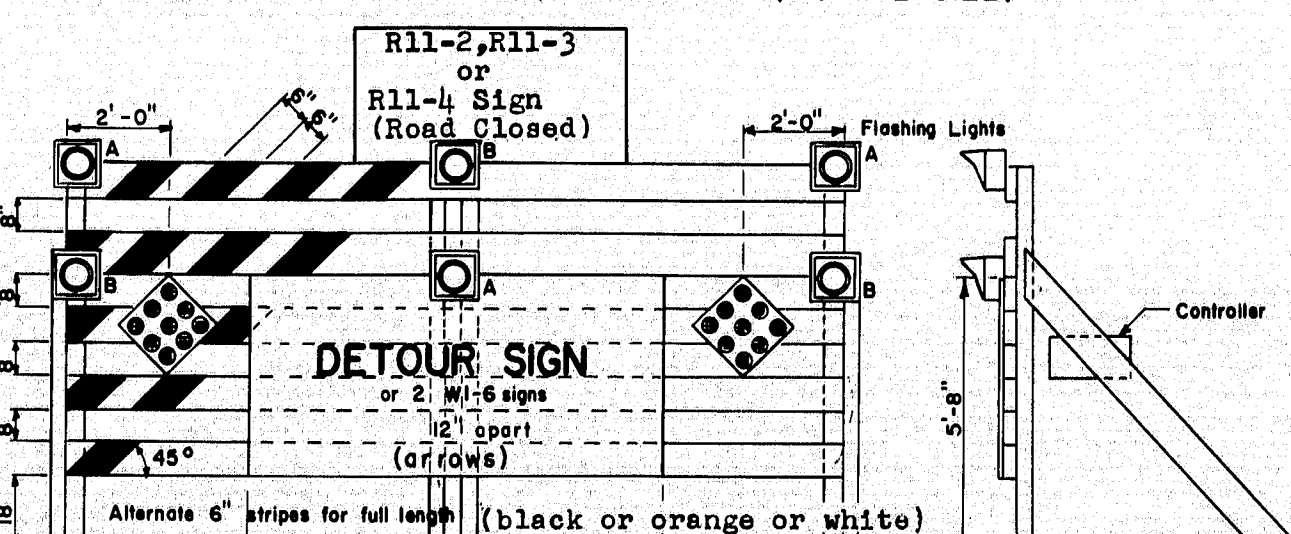 R11-2,R11-3
or
R11-4 Sign
(Road Closed)
6" 6"
2'-0"
2'-0"
Flashing Lights
A
B
A
8"
B
A
B
8
Controller
DETOUR SIGN
or 2 W1-6 signs
8
12" apart
5'-8"
8
(arrows)
45°
Alternate 6" stripes for full length (black or orange or white)
8